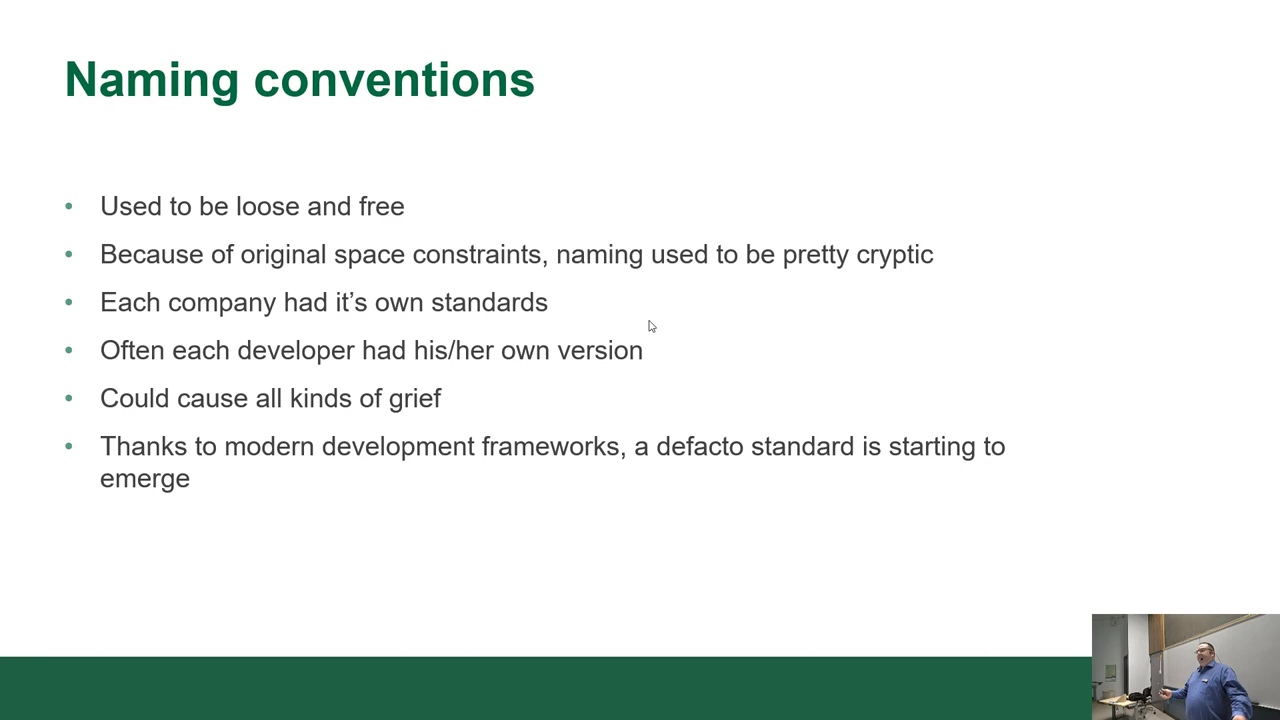 Naming conventions
• Used to be loose and free
• Because of original space constraints, naming used to be pretty cryptic
• Each company had it’s own standards
• Often each developer had his/her own version
• Could cause all kinds of grief
• Thanks to modern development frameworks, a defacto standard is starting to
emerge